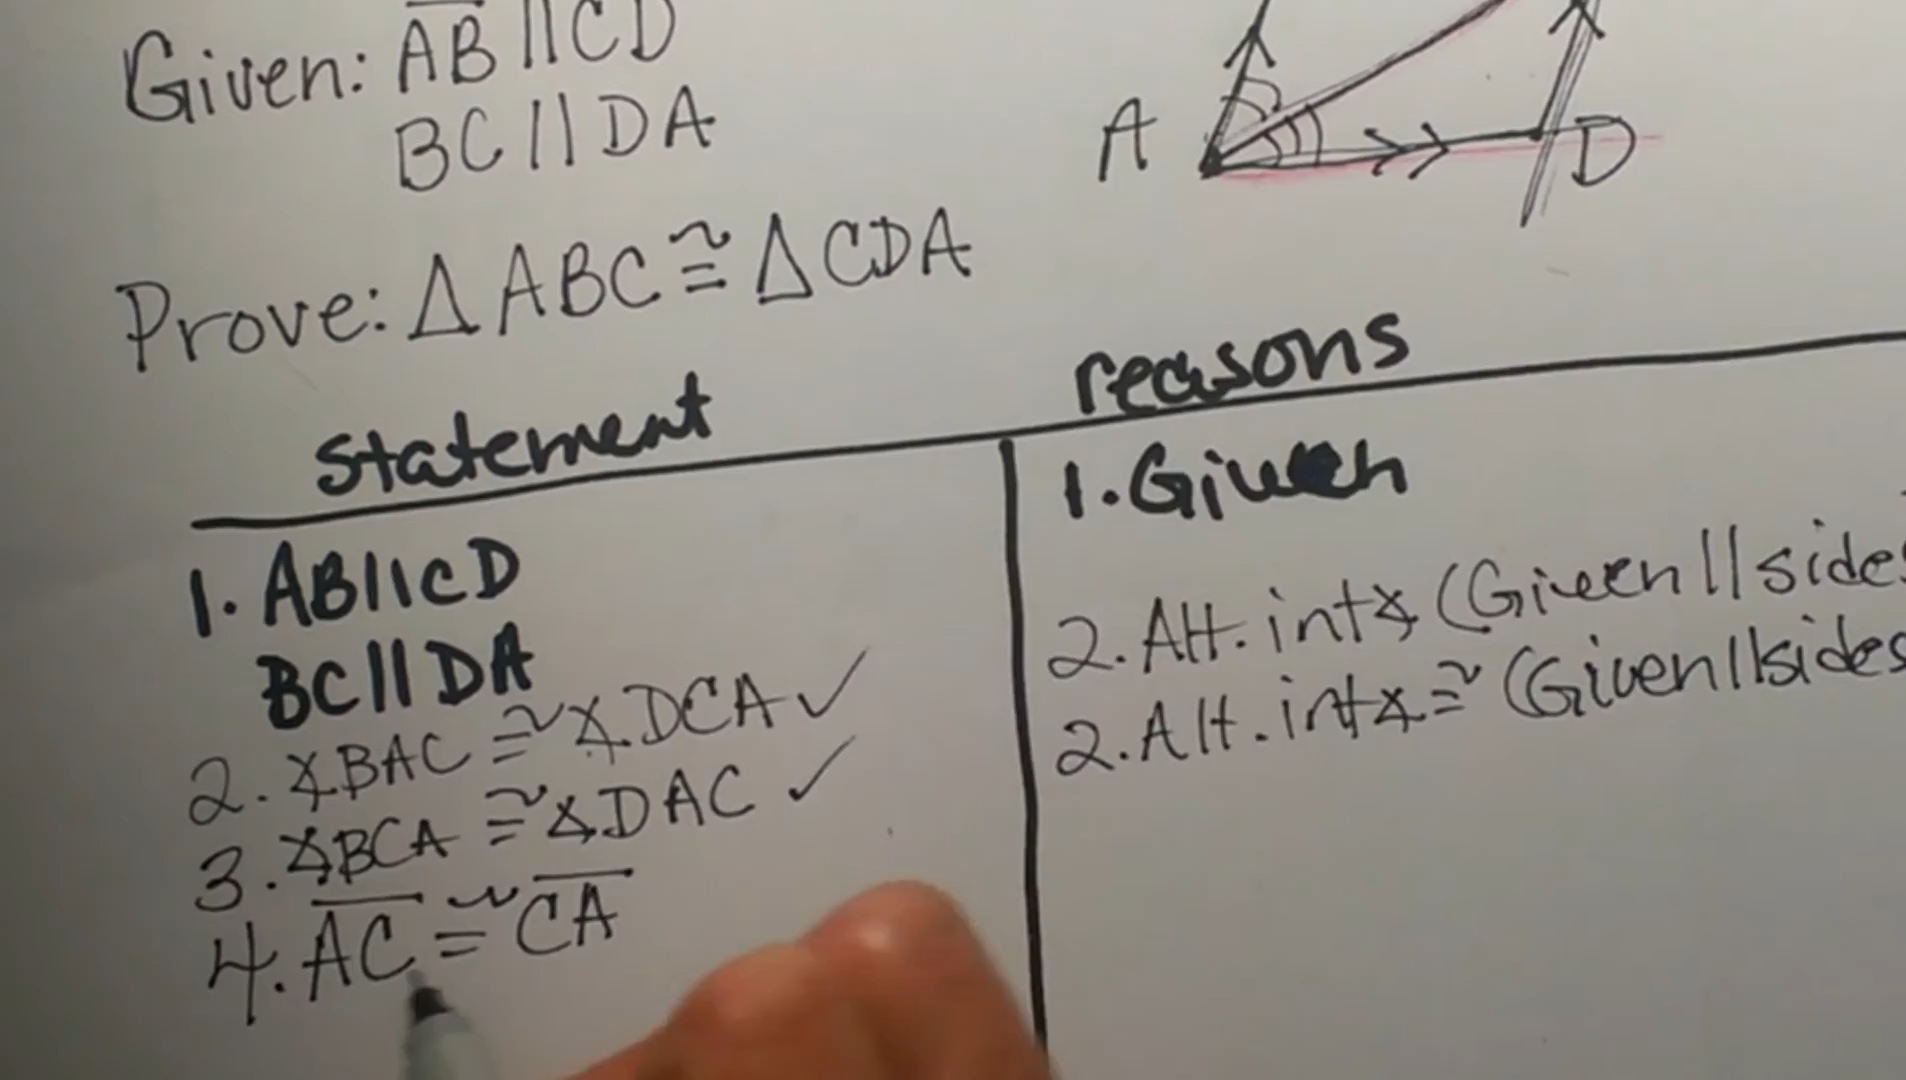 Given: AB || CD
BC || DA
A
D
Prove: △ABC ≅ △CDA
statement
reasons
1. AB||CD
BC||DA
2. ∡BAC ≅ ∡DCA ✓
3. ∡BCA ≅ ∡DAC ✓
4. AC ≅ CA
1. Given
2. Alt. int ∡ (Given || sides
2. Alt. int ∡ ≅ (Given || sides